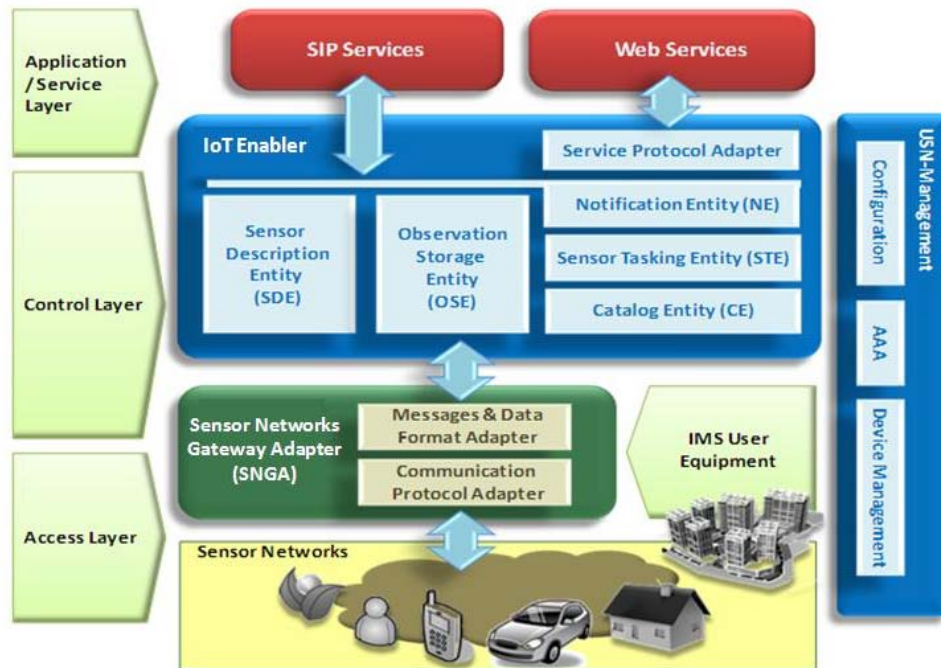 SIP Services
Web Services
Application
/ Service
Layer
IoT Enabler
Service Protocol Adapter
Notification Entity (NE)
Sensor Tasking Entity (STE)
Catalog Entity (CE)
Sensor
Description
Entity
(SDE)
Observation
Storage
Entity
(OSE)
Control Layer
USN-Management
Configuration
AAA
Device Management
Sensor Networks
Gateway Adapter
(SNGA)
Messages & Data
Format Adapter
Communication
Protocol Adapter
IMS User
Equipment
Access Layer
Sensor Networks